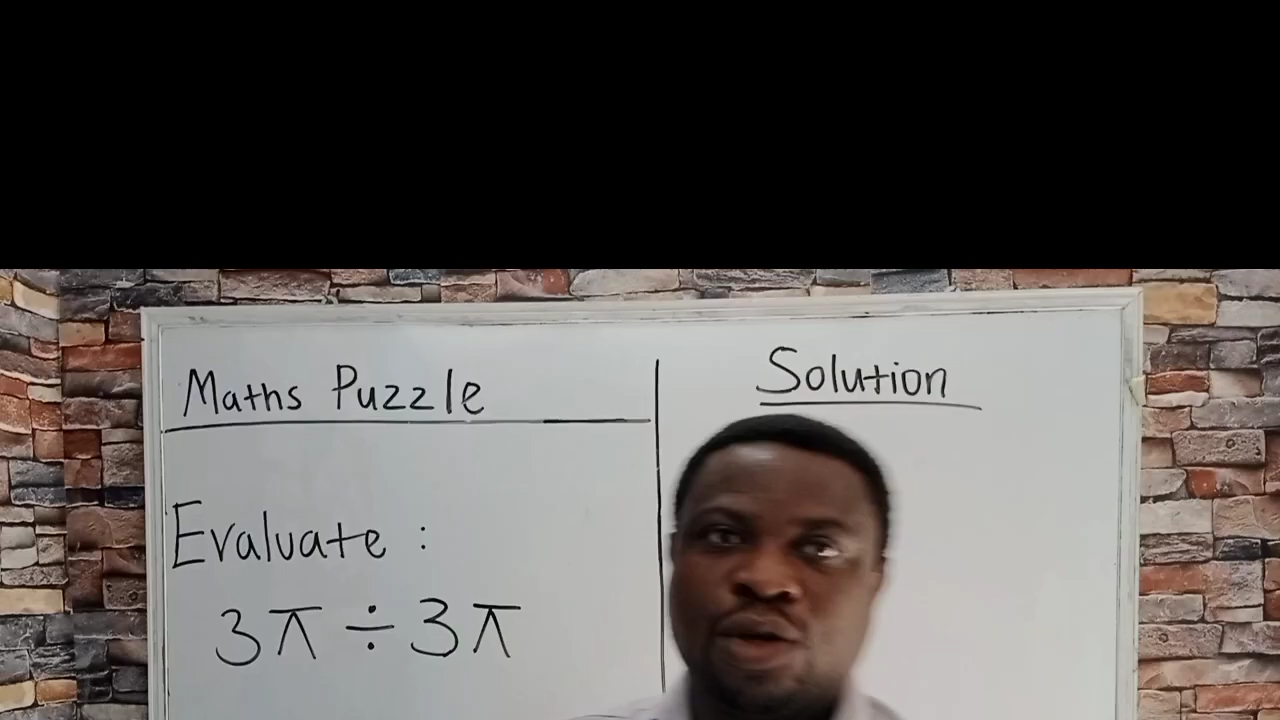 Maths Puzzle
Solution
Evaluate :
3π ÷ 3π